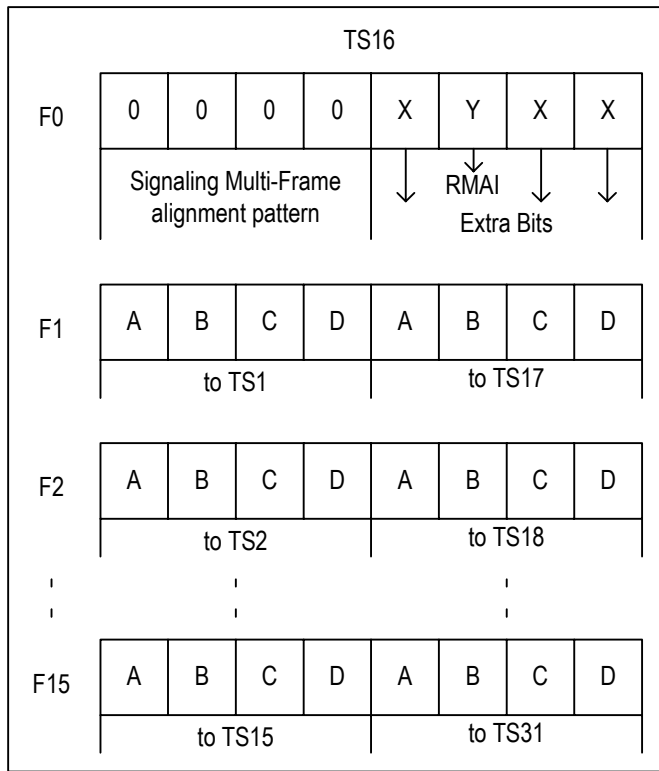 TS16
F0 0 0 0 0 X Y X X
Signaling Multi-Frame
alignment pattern
RMAI
Extra Bits
F1 A B C D A B C D
to TS1 to TS17
F2 A B C D A B C D
to TS2 to TS18
F15 A B C D A B C D
to TS15 to TS31